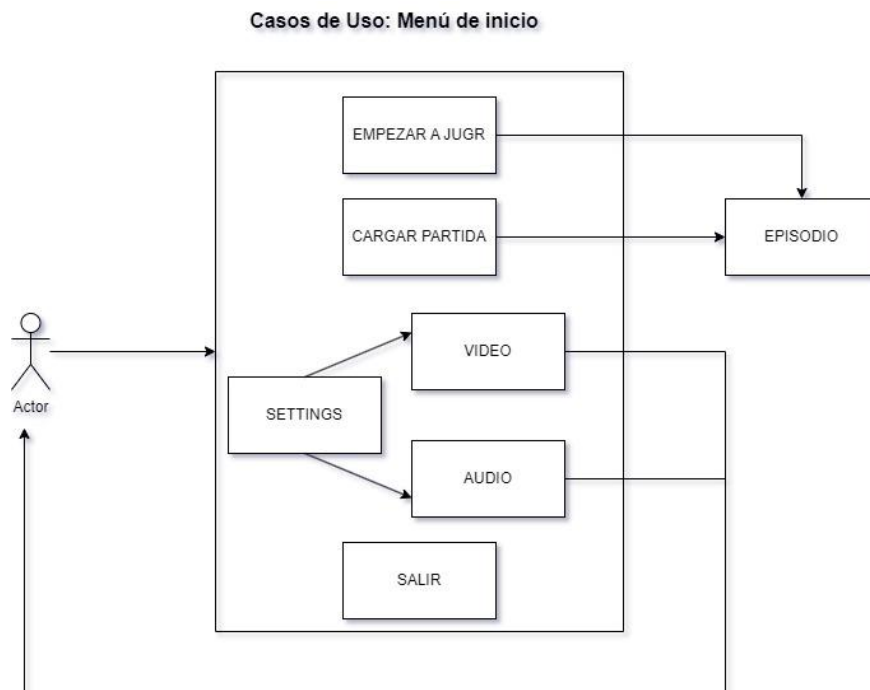 Casos de Uso: Menú de inicio
EMPEZAR A JUGR
CARGAR PARTIDA
EPISODIO
VIDEO
Actor
SETTINGS
AUDIO
SALIR